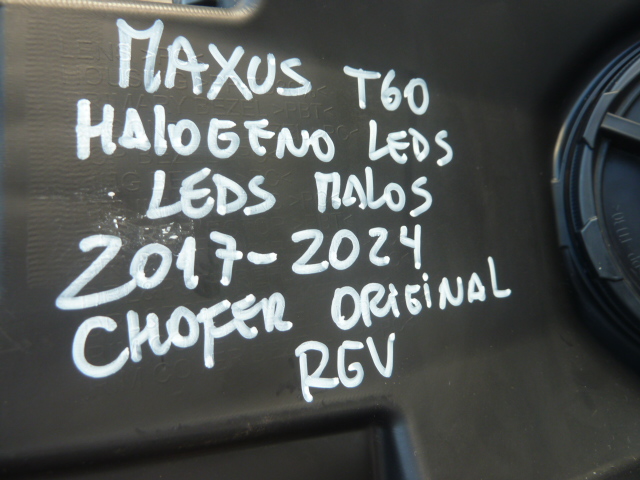 MAXUS T60
HALOGENO LEDS
LEDS MALOS
2017-2024
CHOFER ORIGINAL
RGV